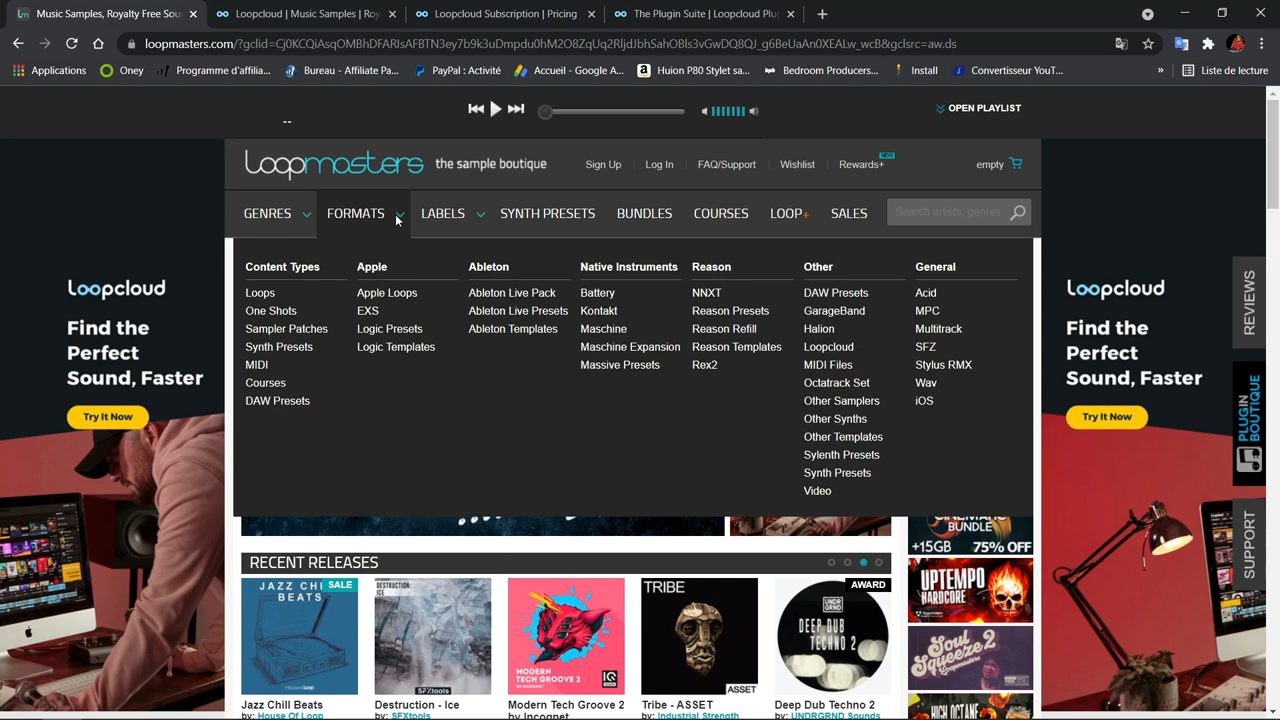 Music Samples, Royalty Free Sou
Loopcloud | Music Samples | Roy
Loopcloud Subscription | Pricing
The Plugin Suite | Loopcloud Plu
loopmasters.com/?gclid=Cj0KCQiAsqOMBhDFARIsAFBTN3ey7b9k3uDmpdu0hM2O8ZqUq2RljdJbhSahOBls3vGwDQ8QJ_g6BeUaAn0XEALw_wcB&gclsrc=aw.ds
Applications
Oney
Programme d'affilia...
Bureau - Affiliate Pa...
PayPal : Activité
Accueil - Google A...
Huion P80 Stylet sa...
Bedroom Producers...
Install
Convertisseur YouT...
»
Liste de lecture
--
OPEN PLAYLIST
loopmasters the sample boutique
Sign Up
Log In
FAQ/Support
Wishlist
Rewards+
NEW
empty
GENRES
FORMATS
LABELS
SYNTH PRESETS
BUNDLES
COURSES
LOOP+
SALES
Search artists, genres
Content Types
Loops
One Shots
Sampler Patches
Synth Presets
MIDI
Courses
DAW Presets
Apple
Apple Loops
EXS
Logic Presets
Logic Templates
Ableton
Ableton Live Pack
Ableton Live Presets
Ableton Templates
Native Instruments
Battery
Kontakt
Maschine
Maschine Expansion
Massive Presets
Reason
NNXT
Reason Presets
Reason Refill
Reason Templates
Rex2
Other
DAW Presets
GarageBand
Halion
Loopcloud
MIDI Files
Octatrack Set
Other Samplers
Other Synths
Other Templates
Sylenth Presets
Synth Presets
Video
General
Acid
MPC
Multitrack
SFZ
Stylus RMX
Wav
iOS
Loopcloud
Find the
Perfect
Sound, Faster
Try It Now
Loopcloud
Find the
Perfect
Sound, Faster
Try It Now
REVIEWS
PLUGIN
BOUTIQUE
SUPPORT
CINEMATIC
BUNDLE
+15GB 75% OFF
UPTEMPO
HARDCORE
Soul
Squeeze 2
HIGH OCTANE
RECENT RELEASES
JAZZ CHILL
BEATS
SALE
Jazz Chill Beats
by: House Of Loop
DESTRUCTION:
ICE
SFXtools
Destruction - Ice
by: SFXtools
MODERN
TECH GROOVE 2
IQ
Modern Tech Groove 2
by Incognet
TRIBE
ASSET
Tribe - ASSET
by: Industrial Strength
AWARD
UNDR
GRND
DEEP DUB
TECHNO 2
Deep Dub Techno 2
by: UNDRGRND Sounds